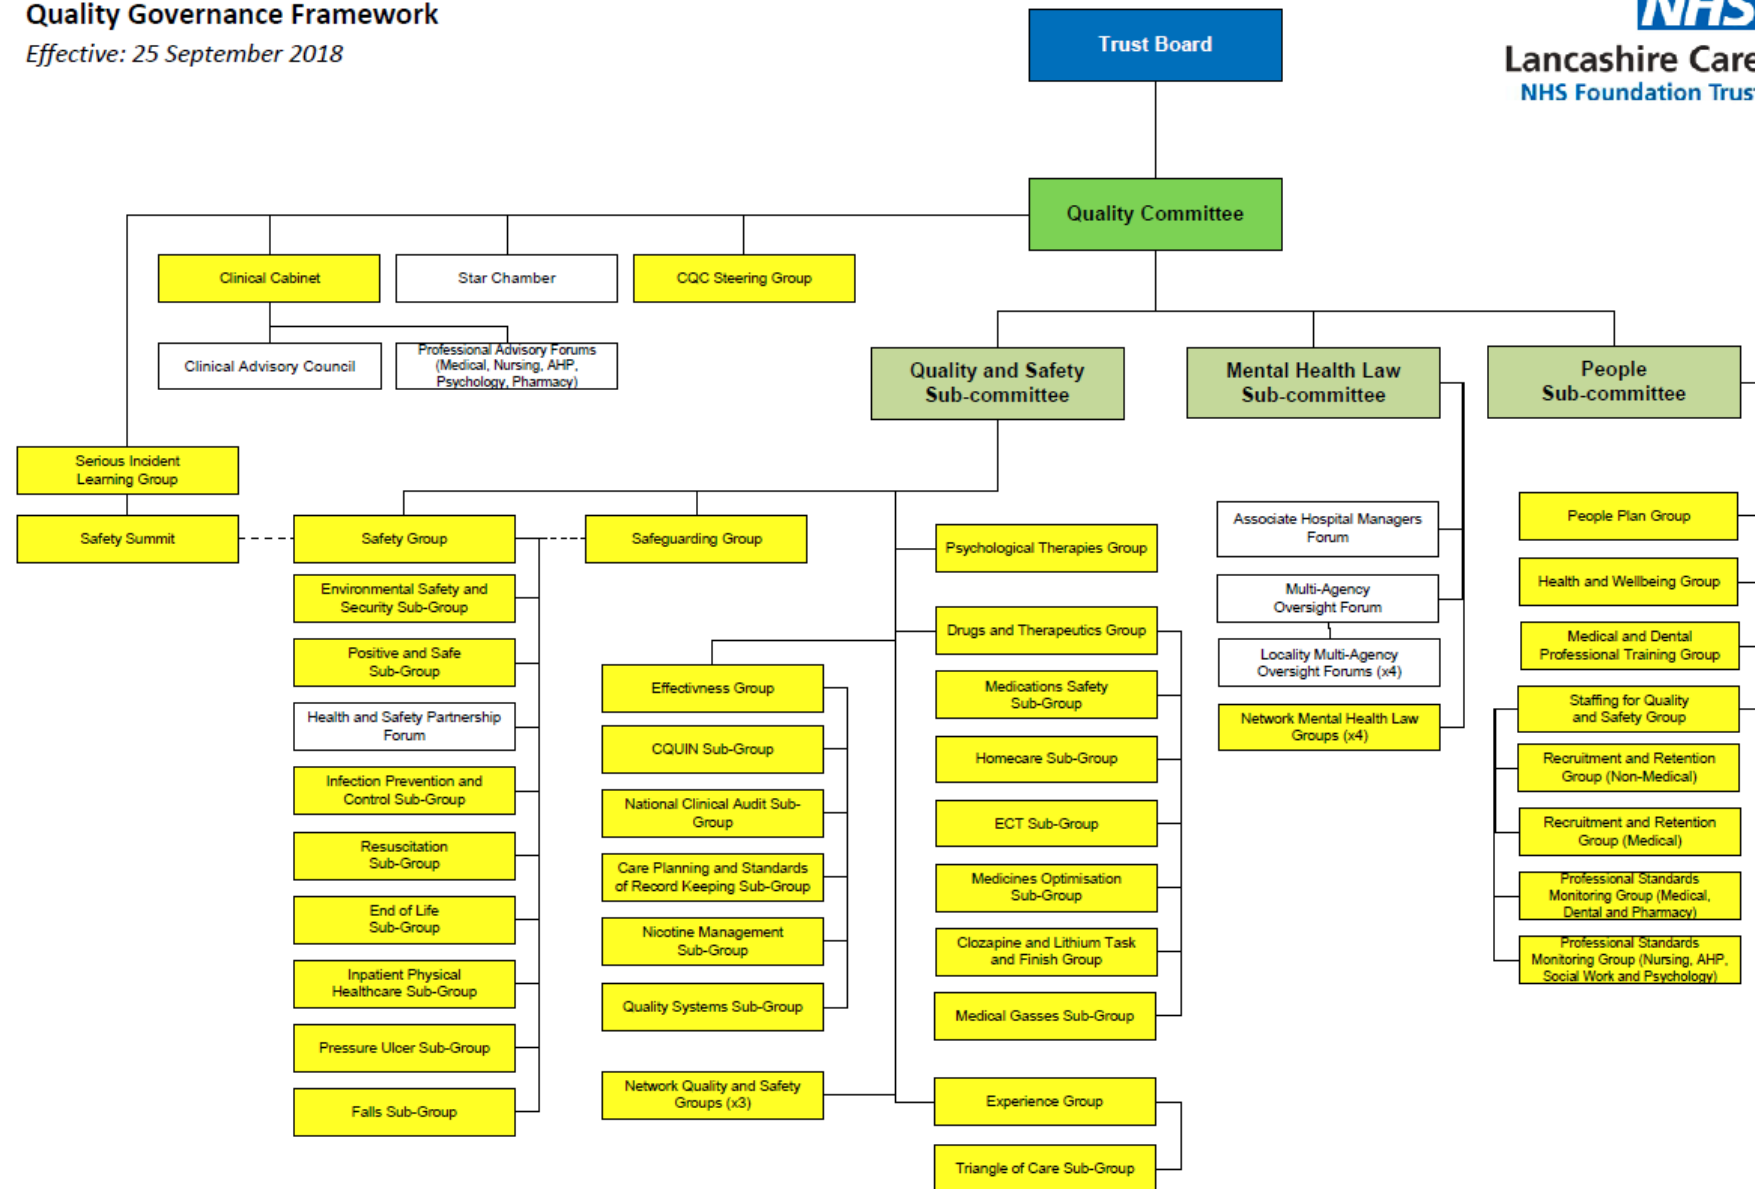 Quality Governance Framework
Effective: 25 September 2018
NHS
Lancashire Care
NHS Foundation Trust
Trust Board
Quality Committee
Clinical Cabinet
Star Chamber
CQC Steering Group
Clinical Advisory Council
Professional Advisory Forums
(Medical, Nursing, AHP,
Psychology, Pharmacy)
Quality and Safety
Sub-committee
Mental Health Law
Sub-committee
People
Sub-committee
Serious Incident
Learning Group
Safety Summit
Safety Group
Safeguarding Group
Environmental Safety and
Security Sub-Group
Positive and Safe
Sub-Group
Health and Safety Partnership
Forum
Infection Prevention and
Control Sub-Group
Resuscitation
Sub-Group
End of Life
Sub-Group
Inpatient Physical
Healthcare Sub-Group
Pressure Ulcer Sub-Group
Falls Sub-Group
Effectivness Group
CQUIN Sub-Group
National Clinical Audit Sub-
Group
Care Planning and Standards
of Record Keeping Sub-Group
Nicotine Management
Sub-Group
Quality Systems Sub-Group
Network Quality and Safety
Groups (x3)
Psychological Therapies Group
Drugs and Therapeutics Group
Medications Safety
Sub-Group
Homecare Sub-Group
ECT Sub-Group
Medicines Optimisation
Sub-Group
Clozapine and Lithium Task
and Finish Group
Medical Gasses Sub-Group
Experience Group
Triangle of Care Sub-Group
Associate Hospital Managers
Forum
Multi-Agency
Oversight Forum
Locality Multi-Agency
Oversight Forums (x4)
Network Mental Health Law
Groups (x4)
People Plan Group
Health and Wellbeing Group
Medical and Dental
Professional Training Group
Staffing for Quality
and Safety Group
Recruitment and Retention
Group (Non-Medical)
Recruitment and Retention
Group (Medical)
Professional Standards
Monitoring Group (Medical,
Dental and Pharmacy)
Professional Standards
Monitoring Group (Nursing, AHP,
Social Work and Psychology)